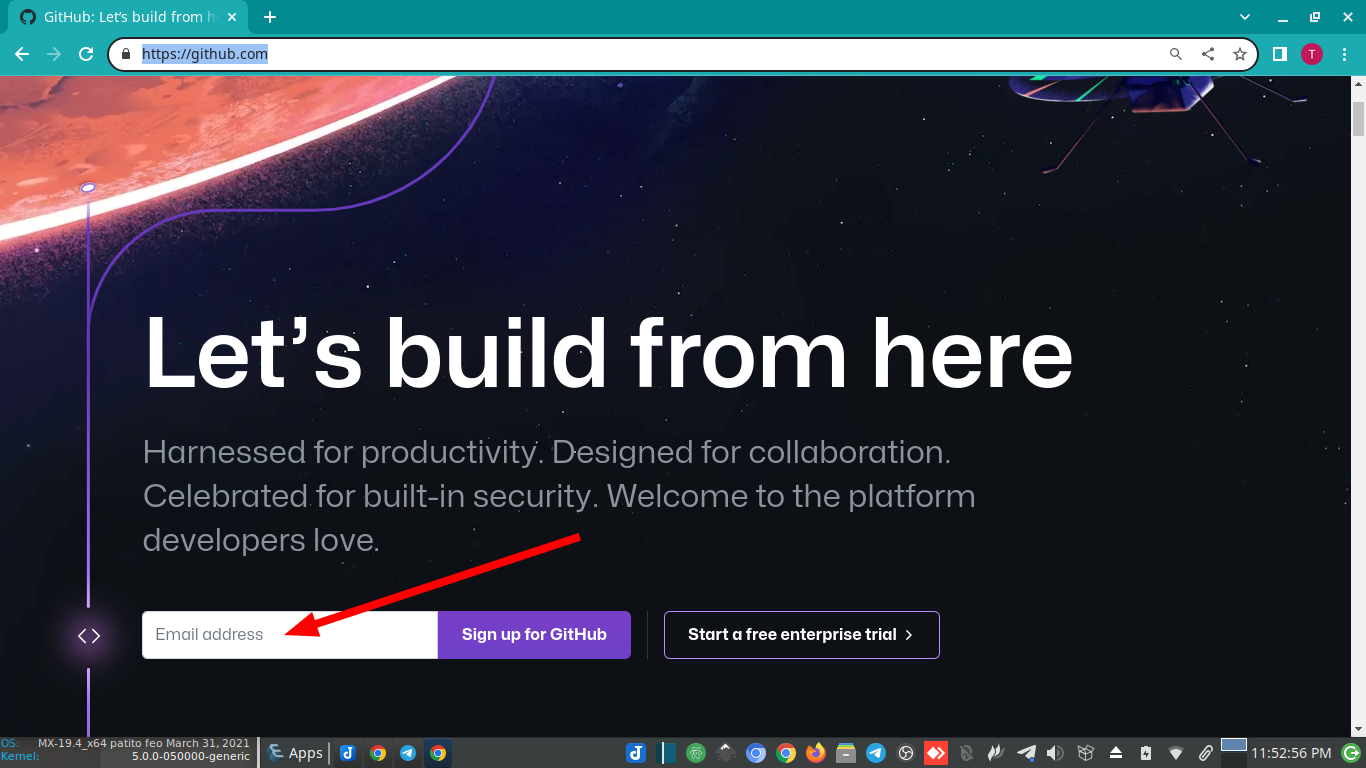 GitHub: Let's build from h
https://github.com
T
Let's build from here
Harnessed for productivity. Designed for collaboration.
Celebrated for built-in security. Welcome to the platform
developers love.
Email address
Sign up for GitHub
Start a free enterprise trial
OS: MX-19.4_x64 patito feo March 31, 2021
Kernel: 5.0.0-050000-generic
Apps
11:52:56 PM